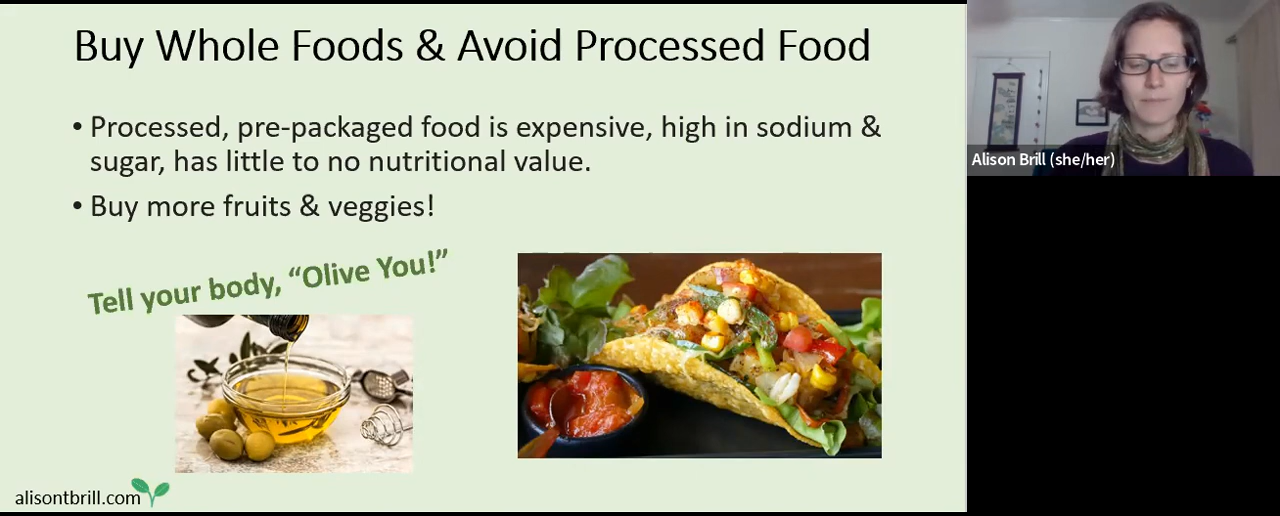 Buy Whole Foods & Avoid Processed Food
• Processed, pre-packaged food is expensive, high in sodium &
sugar, has little to no nutritional value.
• Buy more fruits & veggies!
Tell your body, “Olive You!”
alisontbrill.com
Alison Brill (she/her)